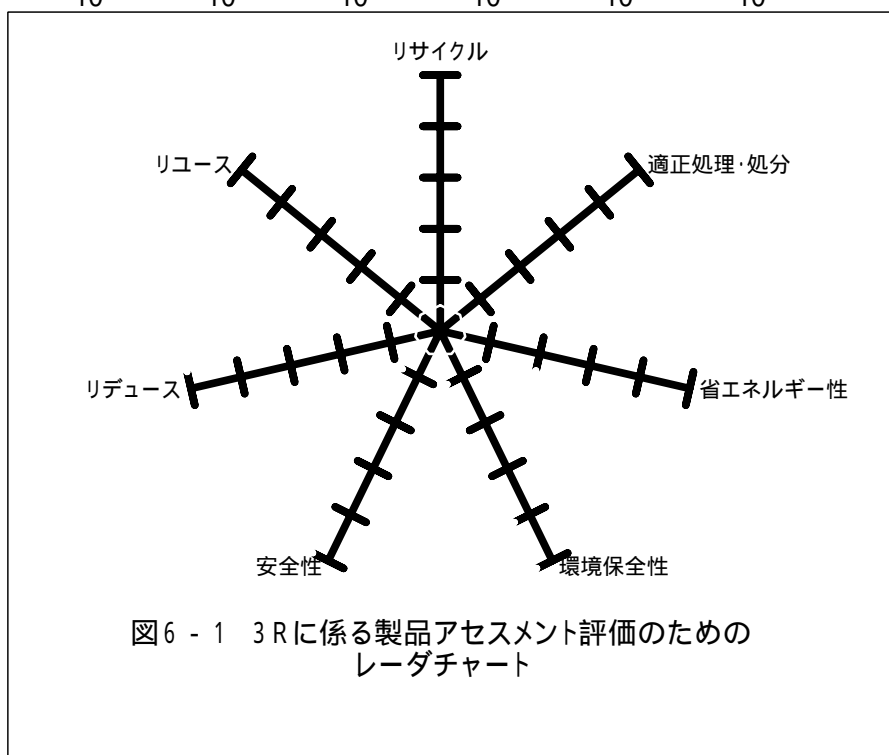 リサイクル
リユース
適正処理・処分
リデュース
省エネルギー性
安全性
環境保全性
図6 - 1 3Rに係る製品アセスメント評価のための
レーダチャート